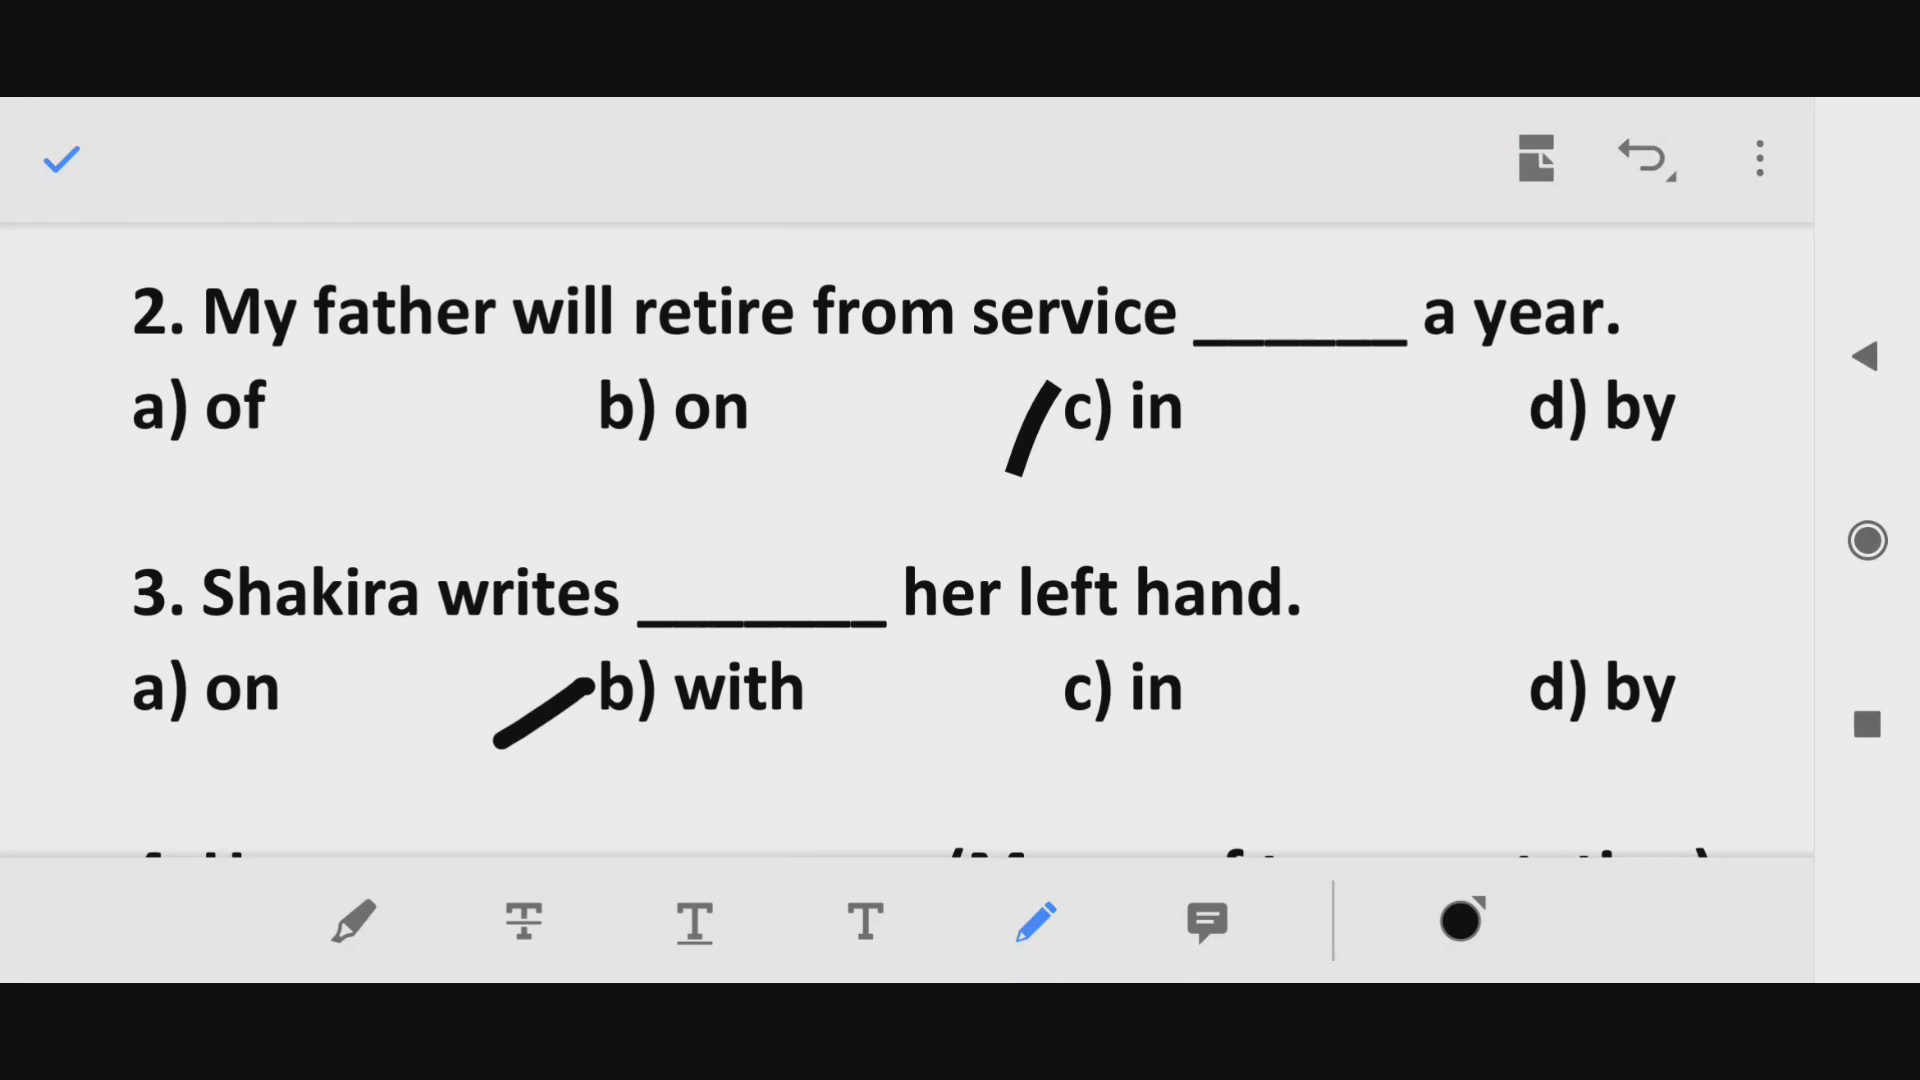 2. My father will retire from service ______ a year.
a) of b) on c) in d) by
3. Shakira writes _______ her left hand.
a) on b) with c) in d) by